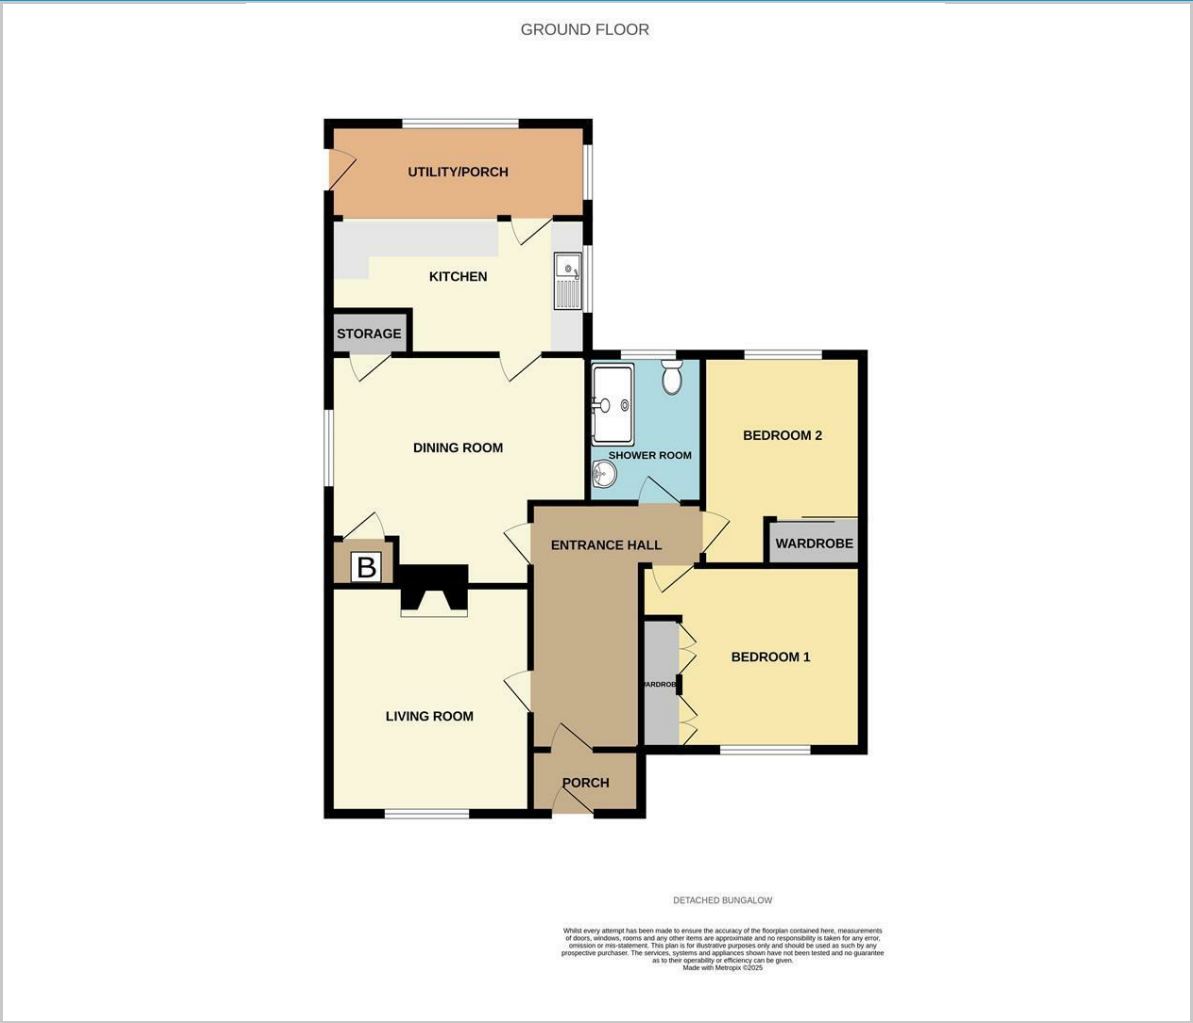 GROUND FLOOR
UTILITY/PORCH
KITCHEN
STORAGE
DINING ROOM
SHOWER ROOM
BEDROOM 2
WARDROBE
ENTRANCE HALL
B
BEDROOM 1
WARDROBE
LIVING ROOM
PORCH
DETACHED BUNGALOW
Whilst every attempt has been made to ensure the accuracy of the floorplan contained here, measurements
of doors, windows, rooms and any other items are approximate and no responsibility is taken for any error,
omission or mis-statement. This plan is for illustrative purposes only and should be used as such by any
prospective purchaser. The services, systems and appliances shown have not been tested and no guarantee
as to their operability or efficiency can be given.
Made with Metropix ©2025